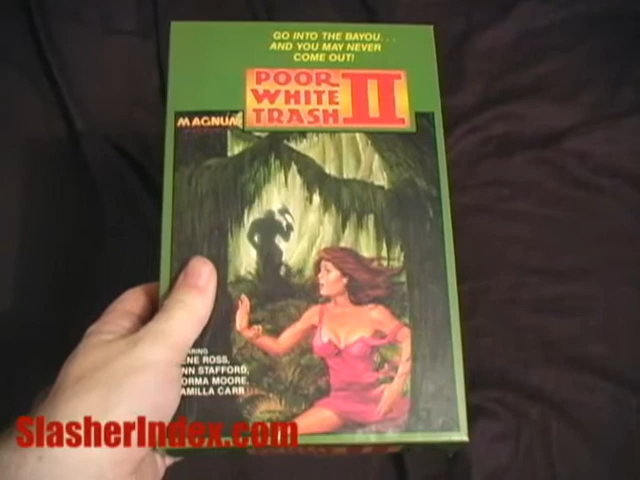 GO INTO THE BAYOU...
AND YOU MAY NEVER
COME OUT!
POOR
WHITE
TRASH
II
MAGNUM
ENE ROSS,
NN STAFFORD,
ORMA MOORE,
AMILLA CARR
SlasherIndex.com